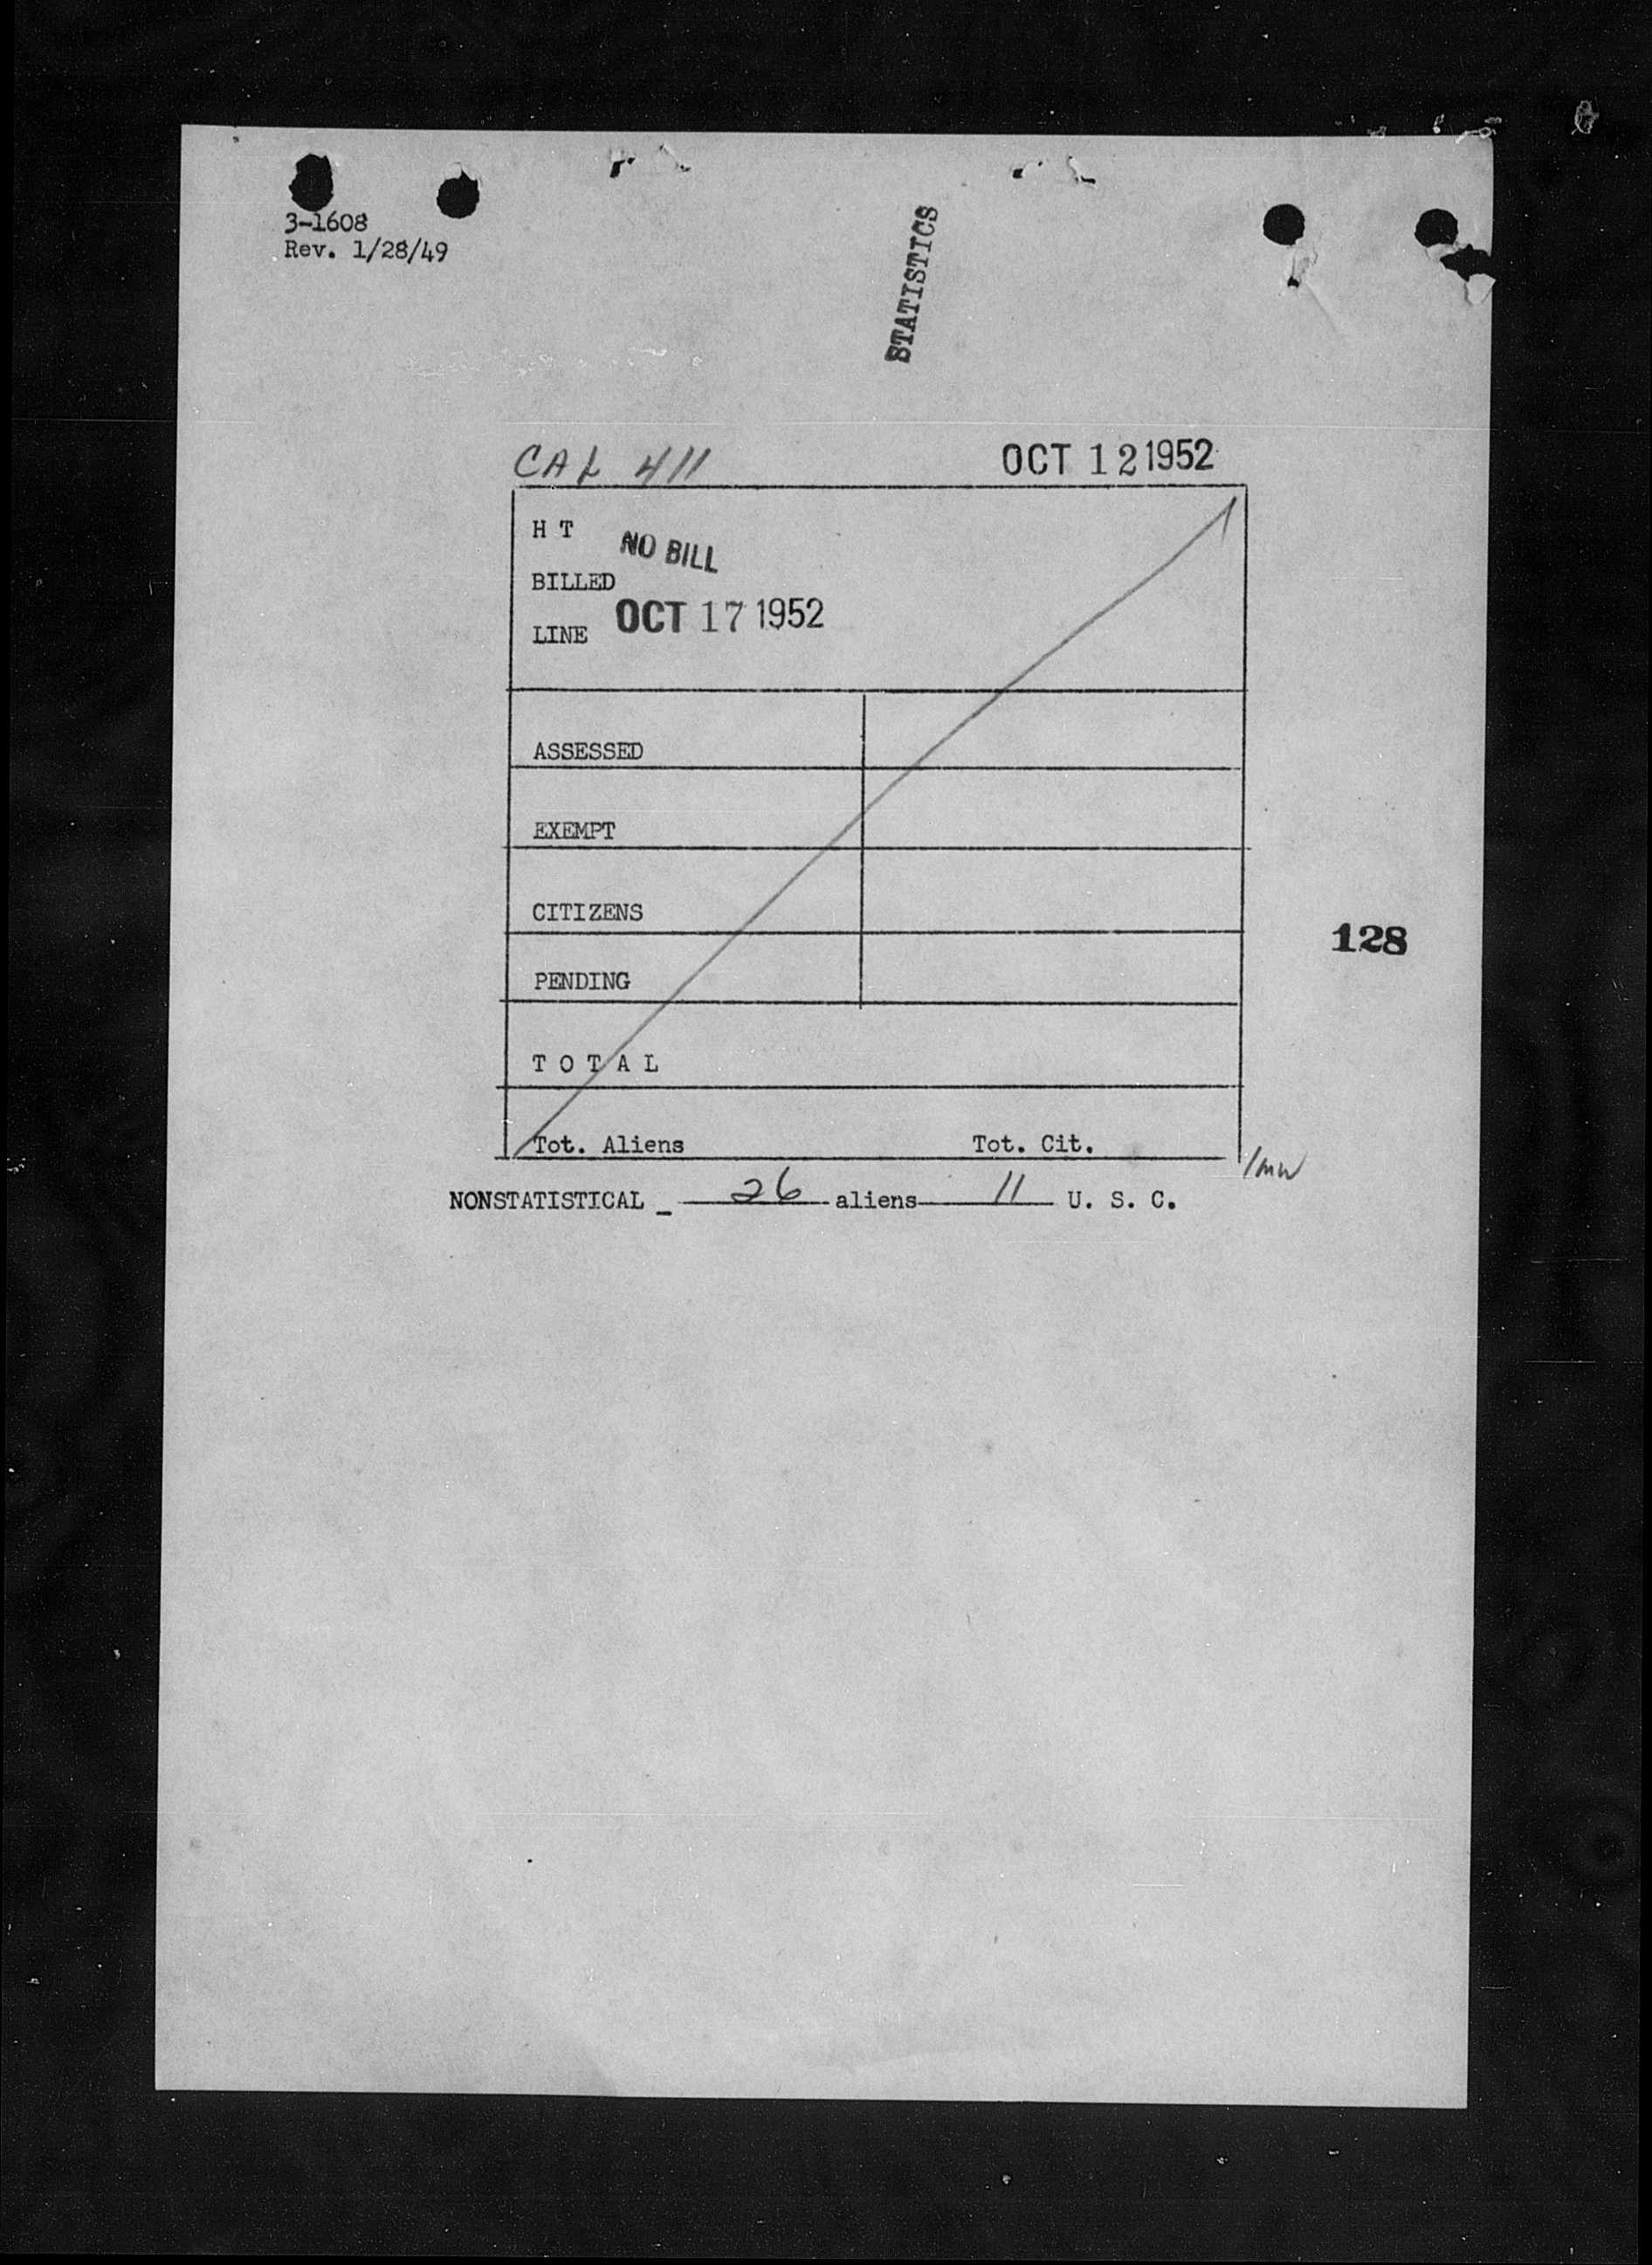 3-1608
Rev. 1/28/49
STATISTICS
CAL 411 OCT 12 1952
H T
NO BILL
BILLED
OCT 17 1952
LINE
ASSESSED
EXEMPT
CITIZENS
128
PENDING
T O T A L
Tot. Aliens Tot. Cit.
NONSTATISTICAL _ 26 aliens 11 U. S. C.